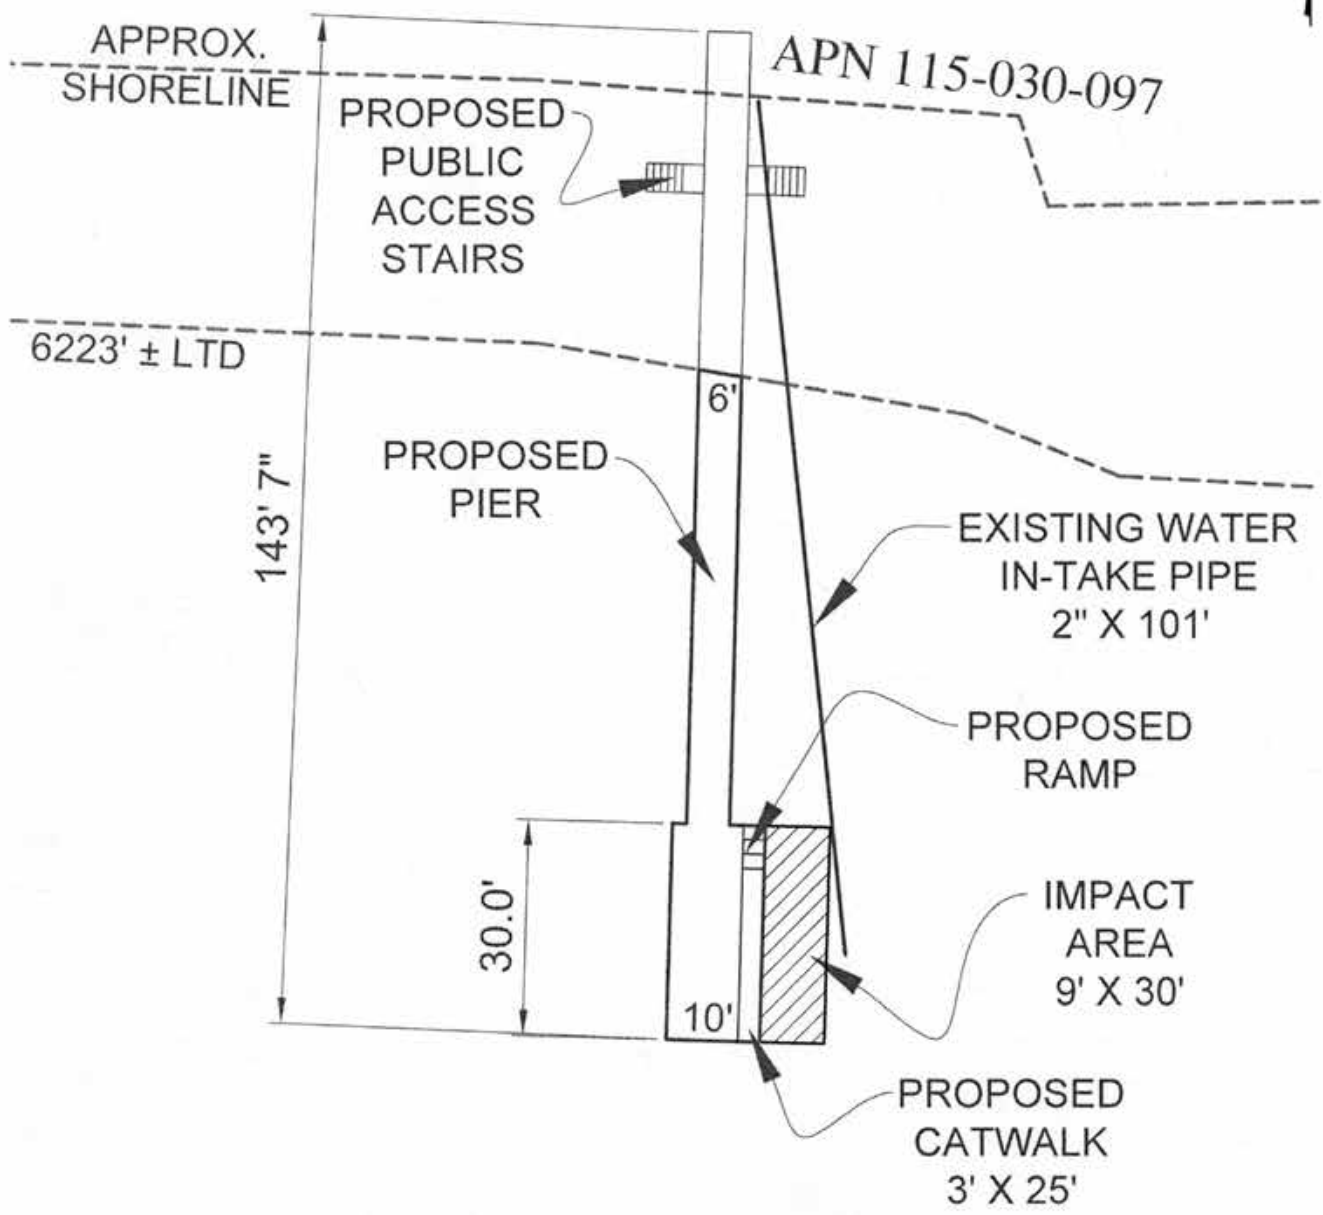 APPROX.
SHORELINE
APN 115-030-097
PROPOSED
PUBLIC
ACCESS
STAIRS
6223' ± LTD
6'
143' 7"
PROPOSED
PIER
EXISTING WATER
IN-TAKE PIPE
2" X 101'
PROPOSED
RAMP
30.0'
IMPACT
AREA
9' X 30'
10'
PROPOSED
CATWALK
3' X 25'